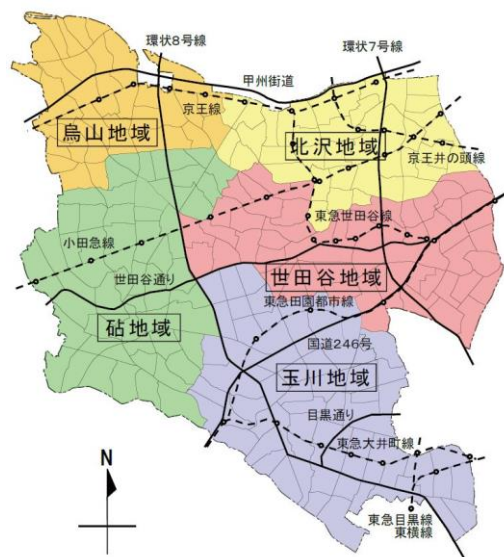 環状8号線
環状7号線
甲州街道
京王線
烏山地域
北沢地域
京王井の頭線
東急世田谷線
小田急線
世田谷通り
世田谷地域
東急田園都市線
砧地域
国道246号
玉川地域
目黒通り
東急大井町線
N
東急目黒線
東横線